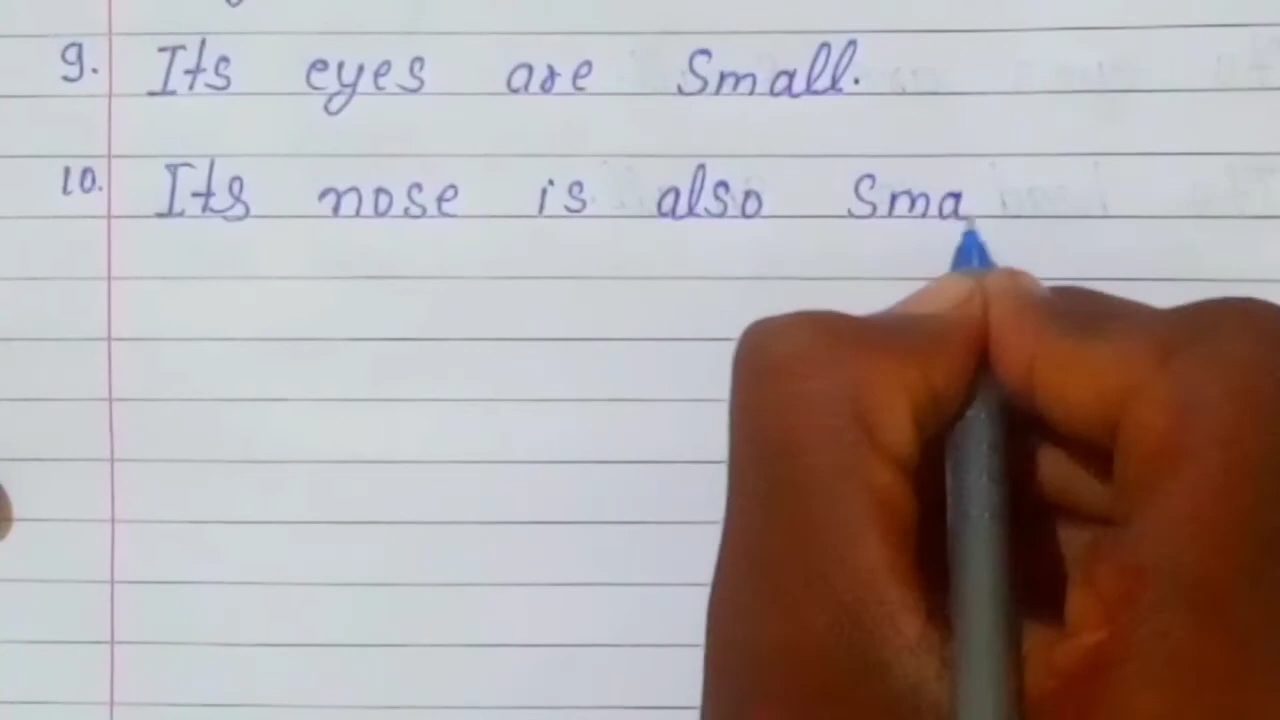 9. Its eyes are Small.
10. Its nose is also Sma